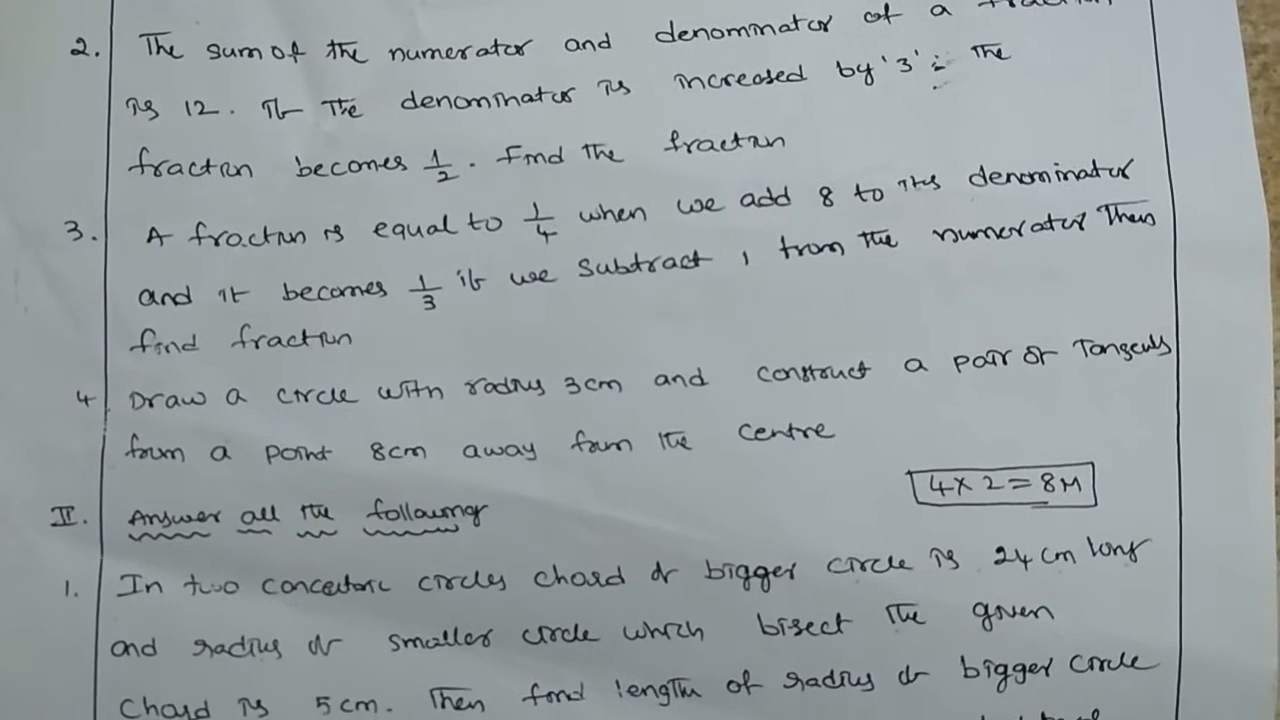 2. The sum of the numerator and denominator of a
is 12. If the denominator is increased by '3' the
fraction becomes 1/2. Find the fraction
3. A fraction is equal to 1/4 when we add 8 to its denominator
and it becomes 1/3 if we subtract 1 from the numerator Then
find fraction
4 Draw a circle with radius 3cm and construct a pair of Tangents
from a point 8cm away from the centre
4 x 2 = 8M
II. Answer all the following
1. In two concentric circles chord of bigger circle is 24cm long
and radius of smaller circle which bisect the given
chord is 5cm. Then find length of radius of bigger circle